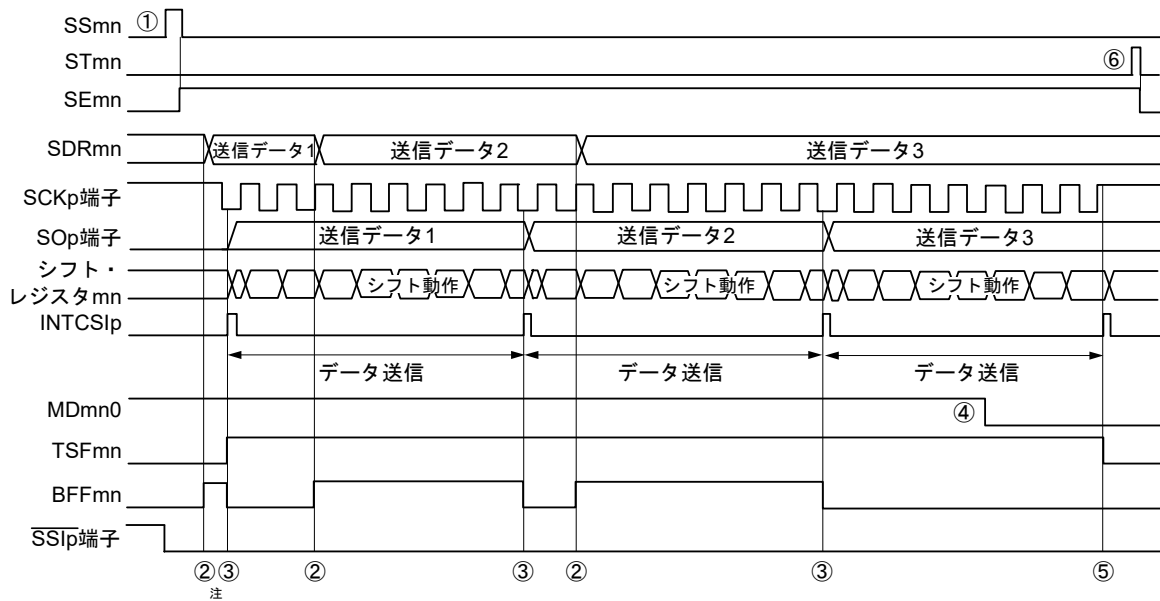 SSmn ①
STmn ⑥
SEmn
SDRmn 送信データ1 送信データ2 送信データ3
SCKp端子
SOp端子 送信データ1 送信データ2 送信データ3
シフト・
レジスタmn シフト動作 シフト動作 シフト動作
INTCSIp
データ送信 データ送信 データ送信
MDmn0 ④
TSFmn
BFFmn
SSIp端子
② ③ ② ③ ② ③ ⑤
注